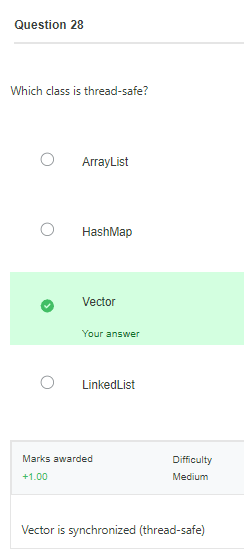 Question 28
Which class is thread-safe?
ArrayList
HashMap
Vector
Your answer
LinkedList
Marks awarded
+1.00
Difficulty
Medium
Vector is synchronized (thread-safe)